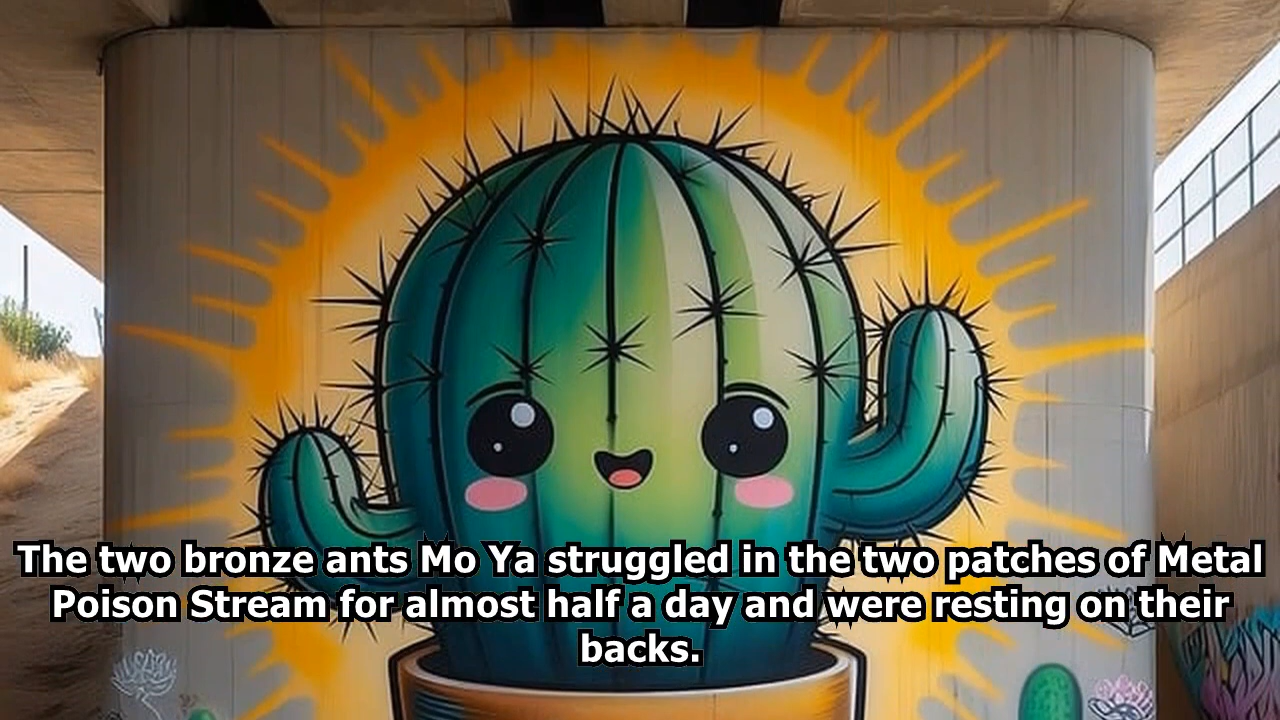 The two bronze ants Mo Ya struggled in the two patches of Metal
Poison Stream for almost half a day and were resting on their
backs.